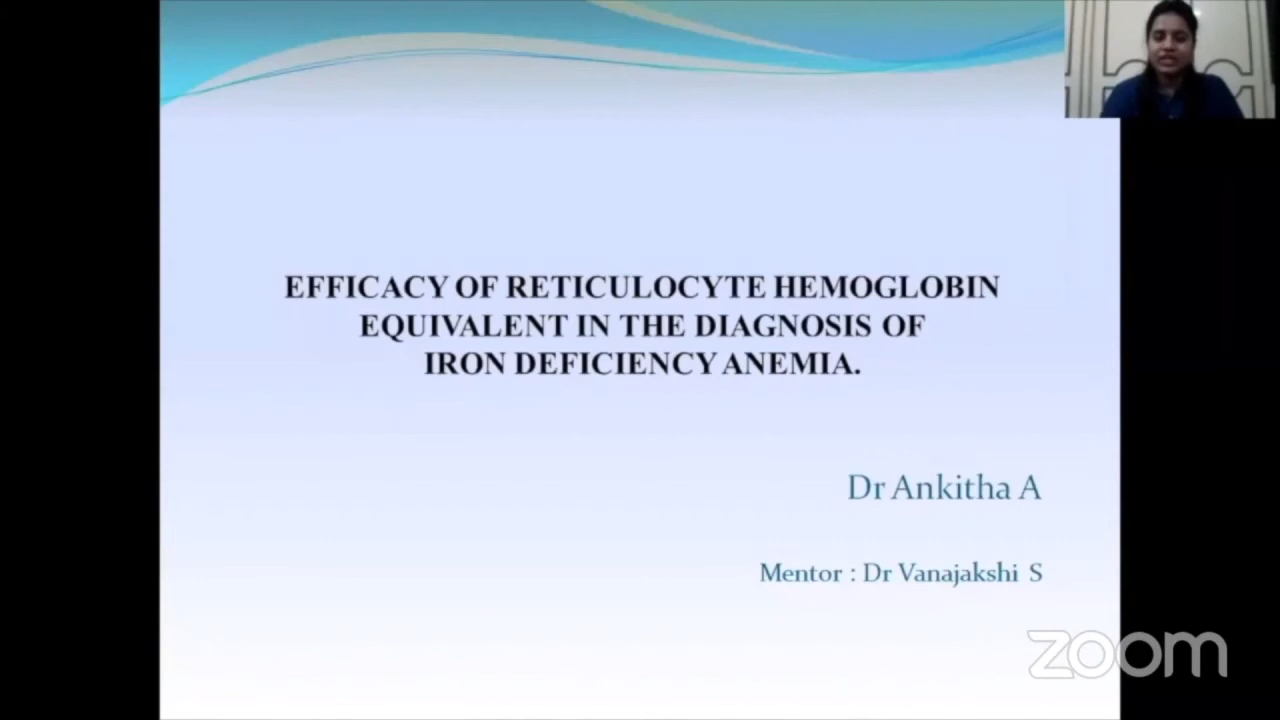 EFFICACY OF RETICULOCYTE HEMOGLOBIN
EQUIVALENT IN THE DIAGNOSIS OF
IRON DEFICIENCY ANEMIA.
Dr Ankitha A
Mentor : Dr Vanajakshi S
zoom